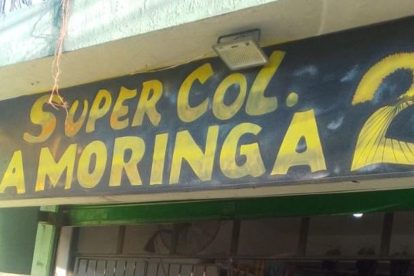 SUPER COL.
A MORINGA 2